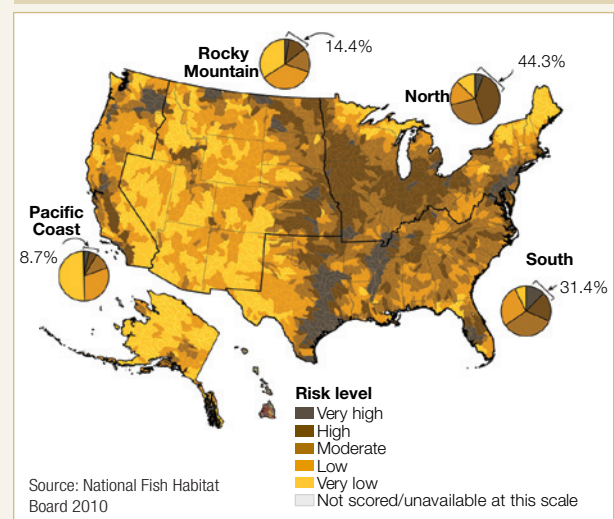 Rocky
Mountain
14.4%
North
44.3%
Pacific
Coast
8.7%
South
31.4%
Risk level
Very high
High
Moderate
Low
Very low
Not scored/unavailable at this scale
Source: National Fish Habitat
Board 2010